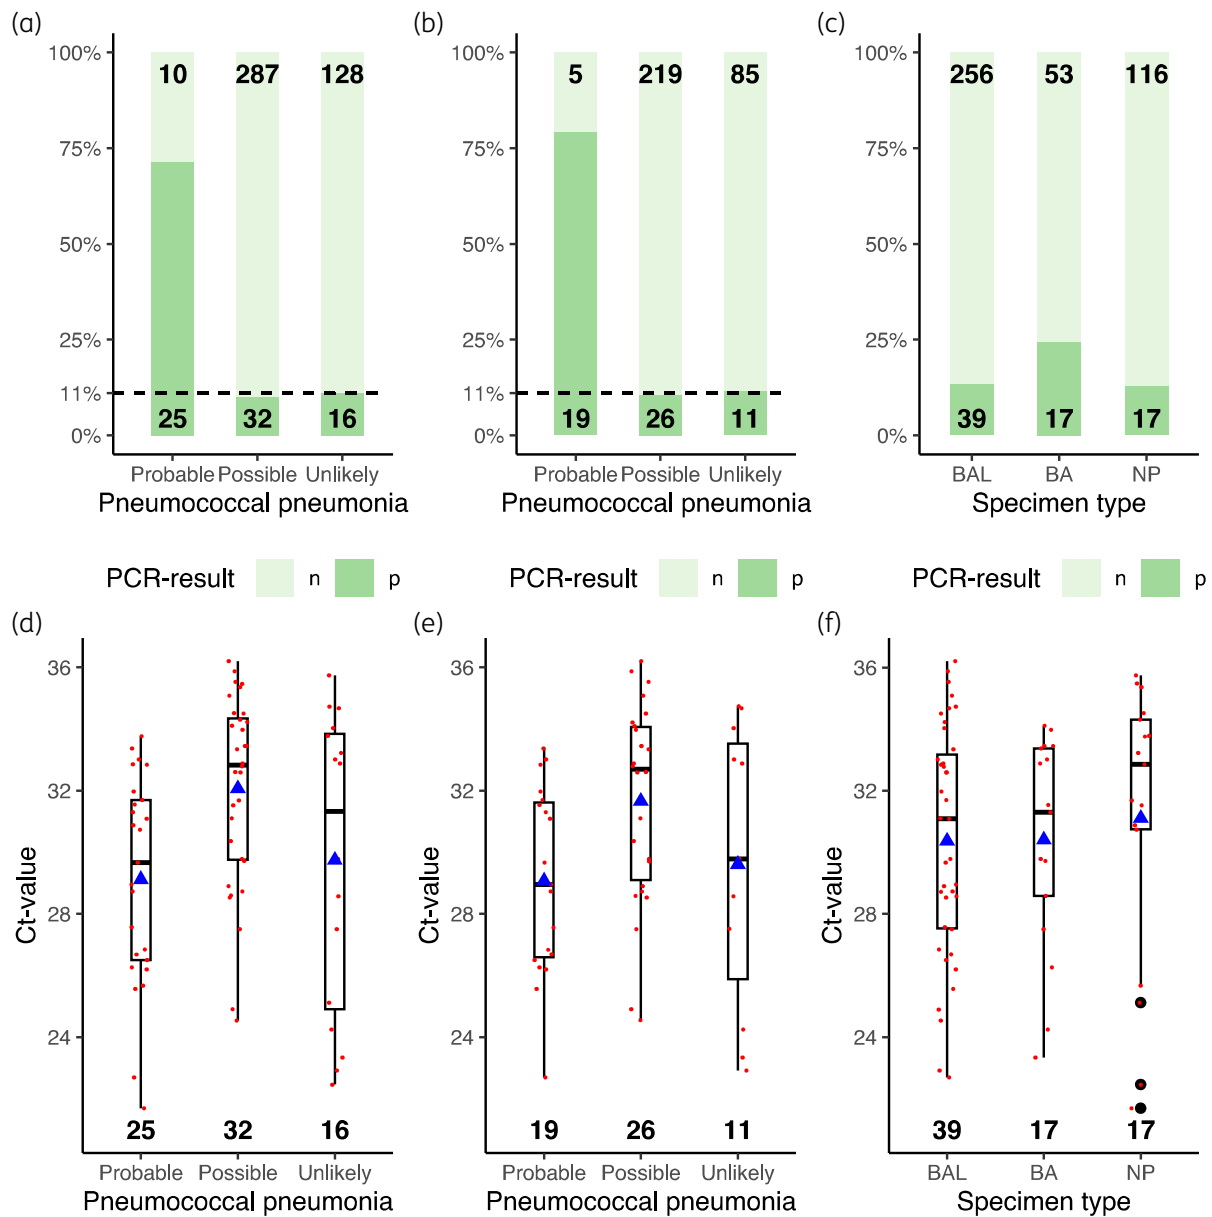 (a)
100%
75%
50%
25%
11%
0%
10 287 128
25 32 16
Probable Possible Unlikely
Pneumococcal pneumonia
PCR-result n p
(b)
100%
75%
50%
25%
11%
0%
5 219 85
19 26 11
Probable Possible Unlikely
Pneumococcal pneumonia
PCR-result n p
(c)
100%
75%
50%
25%
0%
256 53 116
39 17 17
BAL BA NP
Specimen type
PCR-result n p
(d)
Ct-value
36
32
28
24
25 32 16
Probable Possible Unlikely
Pneumococcal pneumonia
(e)
Ct-value
36
32
28
24
19 26 11
Probable Possible Unlikely
Pneumococcal pneumonia
(f)
Ct-value
36
32
28
24
39 17 17
BAL BA NP
Specimen type